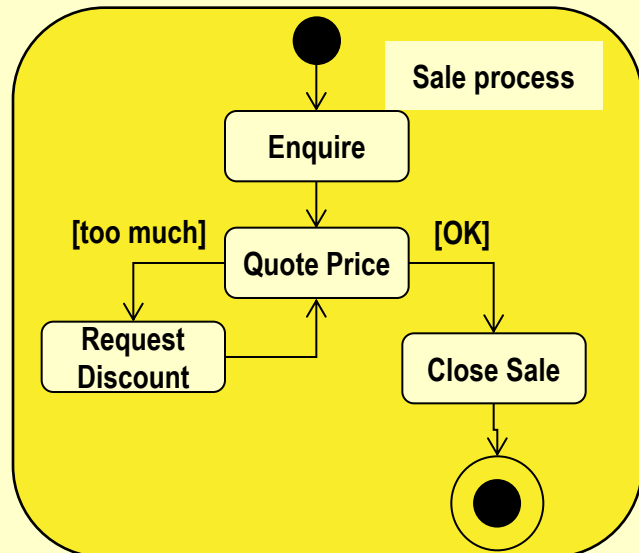 Sale process
Enquire
[too much]
[OK]
Quote Price
Request
Discount
Close Sale